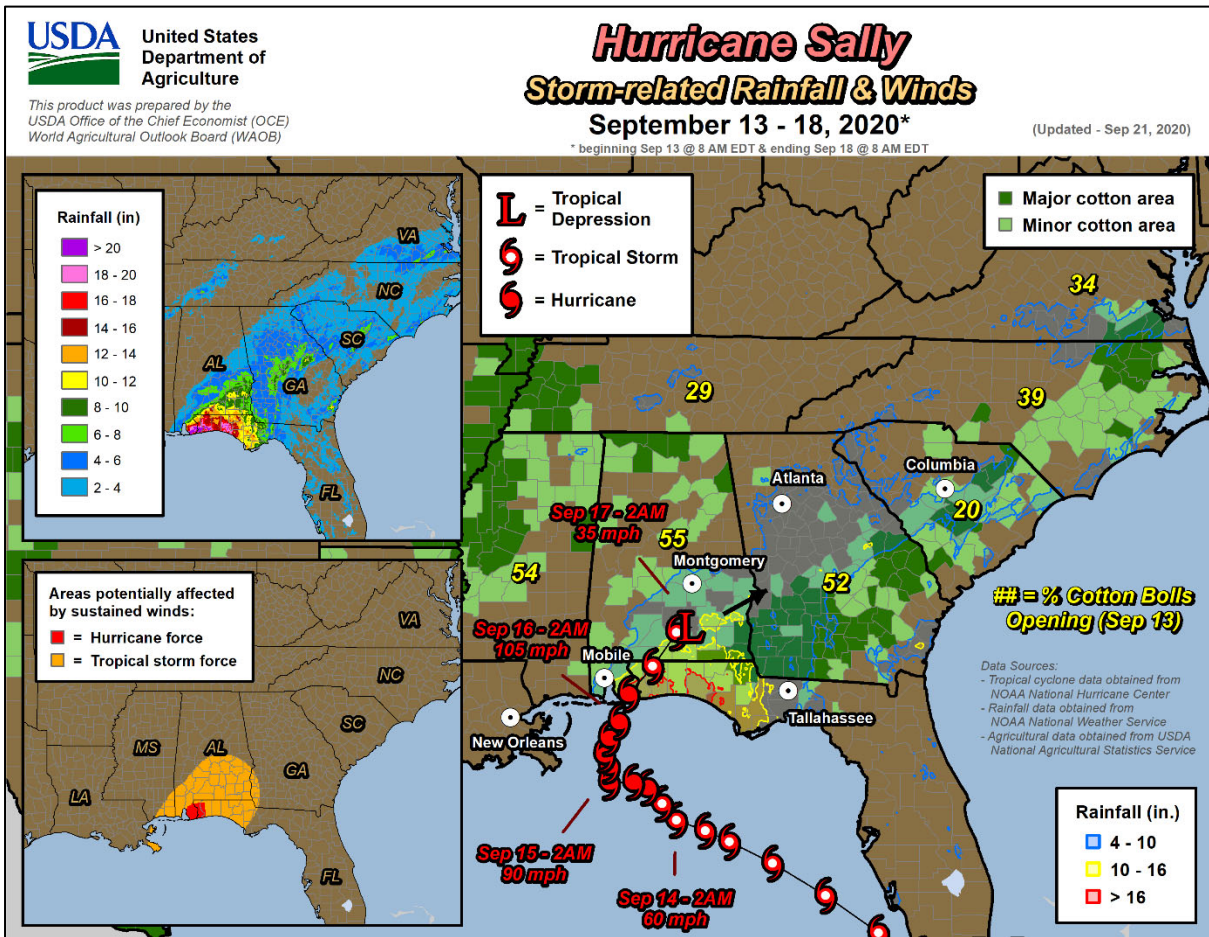 USDA
United States
Department of
Agriculture
This product was prepared by the
USDA Office of the Chief Economist (OCE)
World Agricultural Outlook Board (WAOB)
Hurricane Sally
Storm-related Rainfall & Winds
September 13 - 18, 2020*
* beginning Sep 13 @ 8 AM EDT & ending Sep 18 @ 8 AM EDT
(Updated - Sep 21, 2020)
Rainfall (in)
> 20
18 - 20
16 - 18
14 - 16
12 - 14
10 - 12
8 - 10
6 - 8
4 - 6
2 - 4
VA
NC
SC
AL
GA
FL
L = Tropical
Depression
= Tropical Storm
= Hurricane
Major cotton area
Minor cotton area
34
29
39
Atlanta
Columbia
20
Sep 17 - 2AM
35 mph
55
Montgomery
54
52
## = % Cotton Bolls
Opening (Sep 13)
L
Sep 16 - 2AM
105 mph
Mobile
Tallahassee
New Orleans
Data Sources:
- Tropical cyclone data obtained from
NOAA National Hurricane Center
- Rainfall data obtained from
NOAA National Weather Service
- Agricultural data obtained from USDA
National Agricultural Statistics Service
Sep 15 - 2AM
90 mph
Sep 14 - 2AM
60 mph
Areas potentially affected
by sustained winds:
= Hurricane force
= Tropical storm force
VA
NC
SC
MS
AL
GA
LA
FL
Rainfall (in.)
4 - 10
10 - 16
> 16